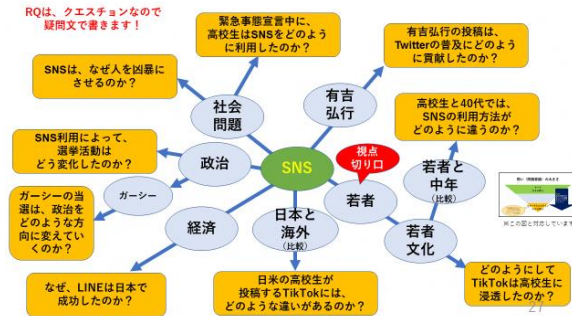 RQは、クエスチョンなので
疑問文で書きます！
緊急事態宣言中に、
高校生はSNSをどのよう
に利用したのか？
有吉弘行の投稿は、
Twitterの普及にどのように
貢献したのか？
SNSは、なぜ人を凶暴に
させるのか？
社会
問題
有吉
弘行
高校生と40代では、
SNSの利用方法が
どのように違うのか？
SNS利用によって、
選挙活動は
どう変化したのか？
政治
SNS
視点
切り口
若者と
中年
(比較)
ガーシー
若者
ガーシーの当
選は、政治を
どのような方
向に変えてい
くのか？
経済
日本と
海外
(比較)
若者
文化
※この図と対応しています
なぜ、LINEは日本で
成功したのか？
日米の高校生が
投稿するTikTokには、
どのような違いがあるのか？
どのようにして
TikTokは高校生に
浸透したのか？
27